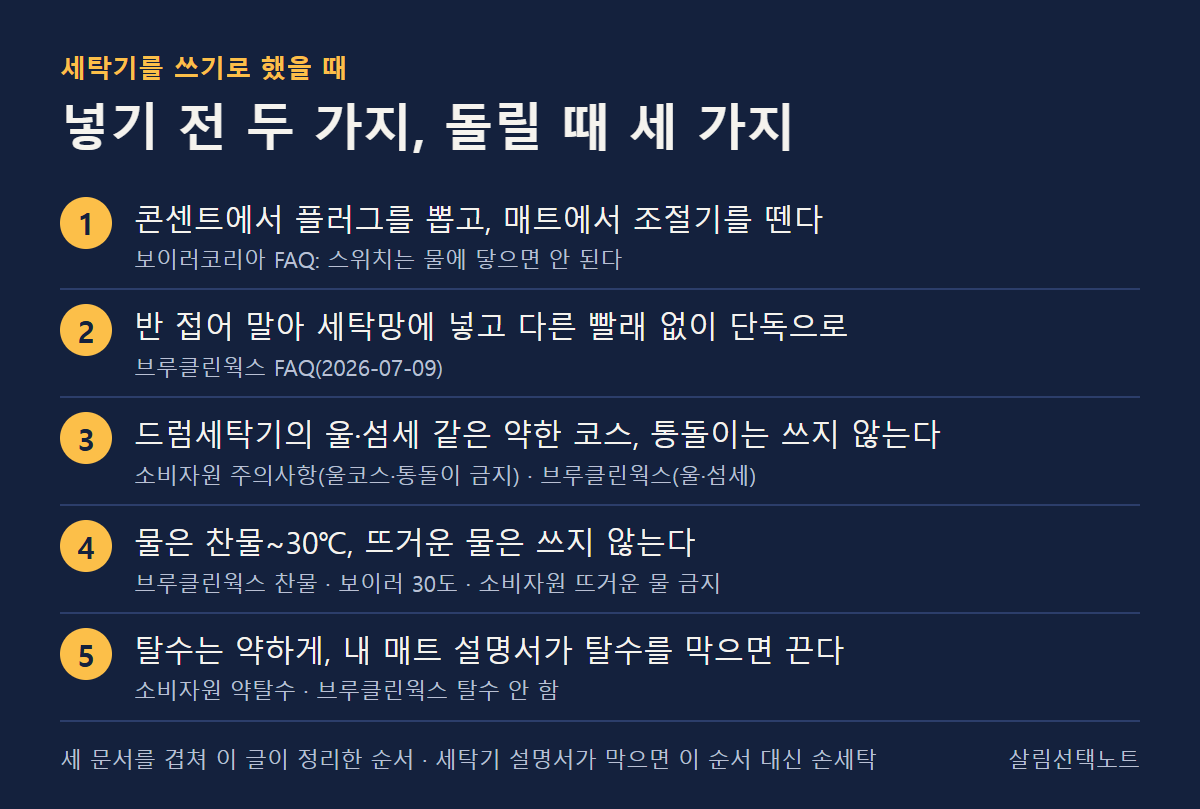 세탁기를 쓰기로 했을 때
넣기 전 두 가지, 돌릴 때 세 가지
1 콘센트에서 플러그를 뽑고, 매트에서 조절기를 뗀다
보이러코리아 FAQ: 스위치는 물에 닿으면 안 된다
2 반 접어 말아 세탁망에 넣고 다른 빨래 없이 단독으로
브루클린웍스 FAQ(2026-07-09)
3 드럼세탁기의 울·섬세 같은 약한 코스, 통돌이는 쓰지 않는다
소비자원 주의사항(울코스·통돌이 금지) · 브루클린웍스(울·섬세)
4 물은 찬물~30℃, 뜨거운 물은 쓰지 않는다
브루클린웍스 찬물 · 보이러 30도 · 소비자원 뜨거운 물 금지
5 탈수는 약하게, 내 매트 설명서가 탈수를 막으면 끈다
소비자원 약탈수 · 브루클린웍스 탈수 안 함
세 문서를 겹쳐 이 글이 정리한 순서 · 세탁기 설명서가 막으면 이 순서 대신 손세탁
살림선택노트